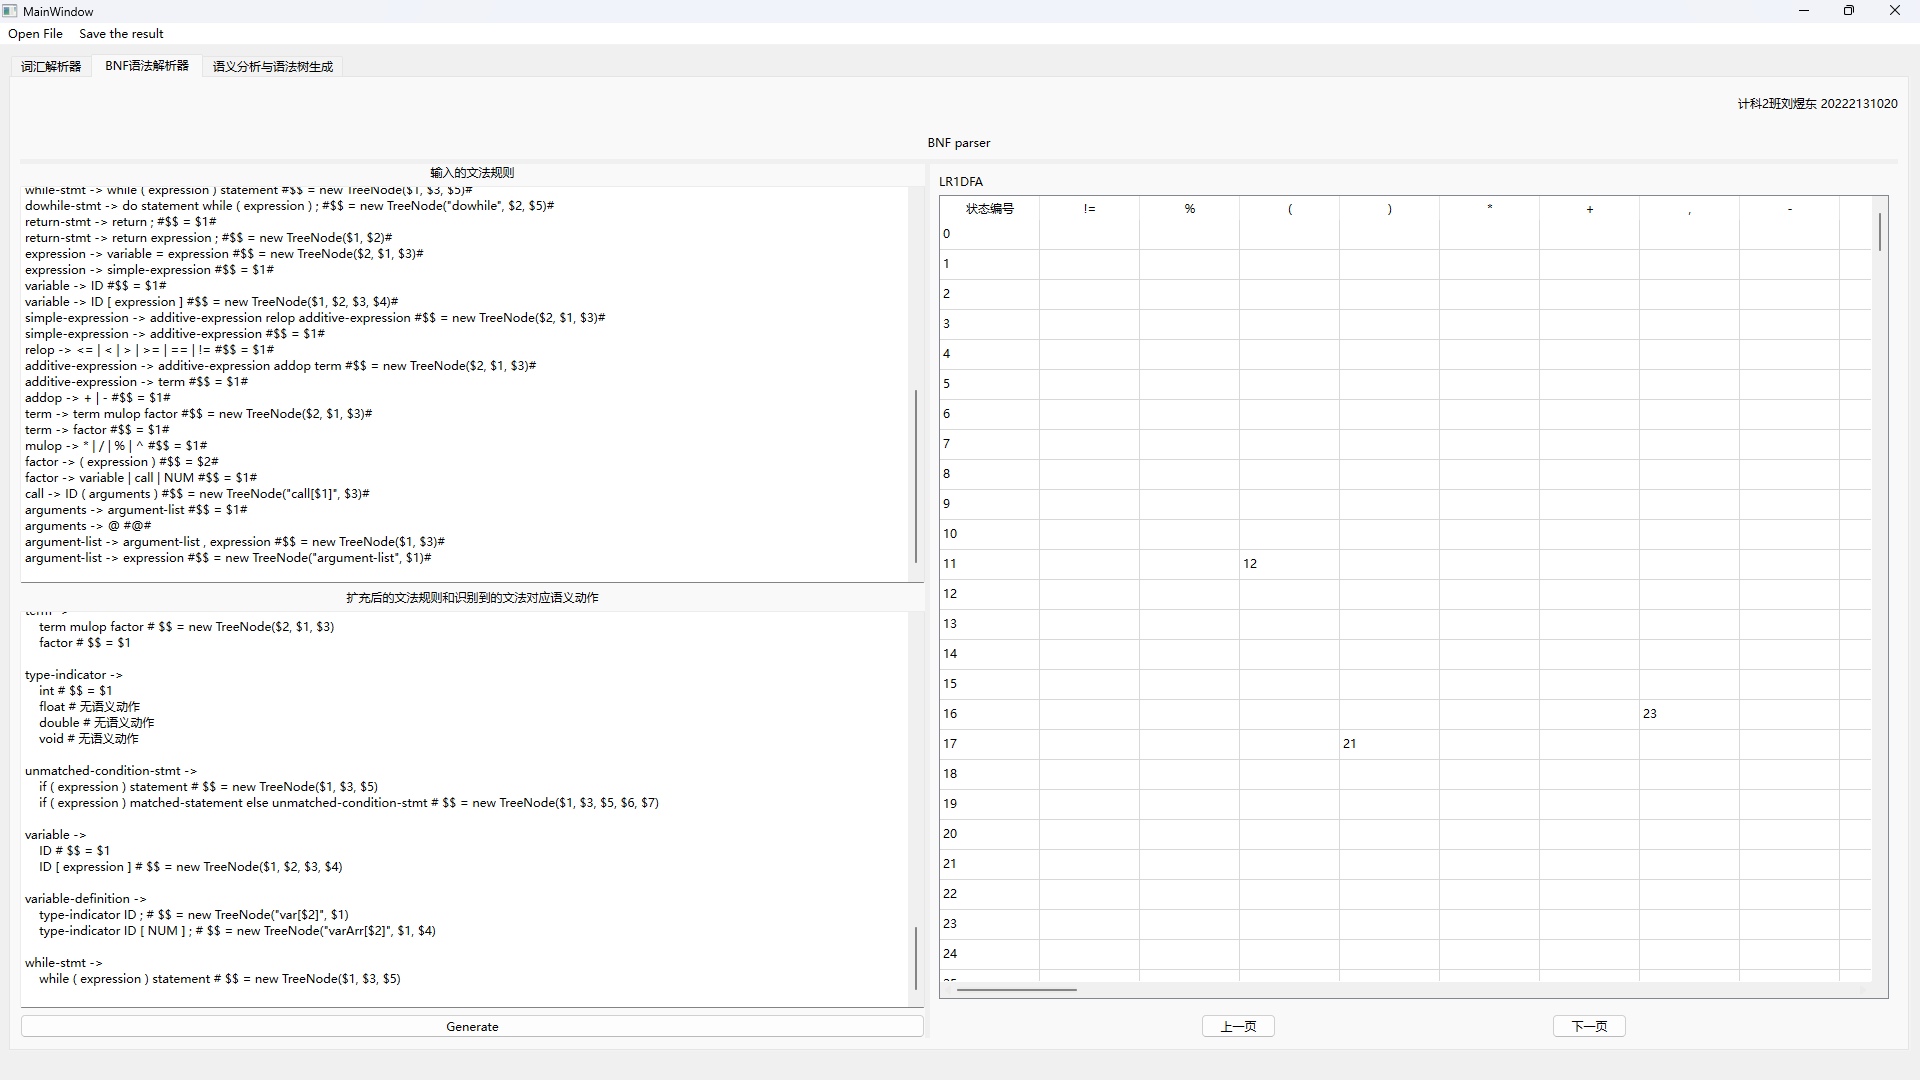 MainWindow
Open File Save the result
词汇解析器 BNF语法解析器 语义分析与语法树生成
计科2班刘煜东 20222131020
BNF parser
输入的文法规则
while-stmt -> while ( expression ) statement #$$ = new TreeNode($1, $3, $5)#
dowhile-stmt -> do statement while ( expression ) ; #$$ = new TreeNode("dowhile", $2, $5)#
return-stmt -> return ; #$$ = $1#
return-stmt -> return expression ; #$$ = new TreeNode($1, $2)#
expression -> variable = expression #$$ = new TreeNode($2, $1, $3)#
expression -> simple-expression #$$ = $1#
variable -> ID #$$ = $1#
variable -> ID [ expression ] #$$ = new TreeNode($1, $2, $3, $4)#
simple-expression -> additive-expression relop additive-expression #$$ = new TreeNode($2, $1, $3)#
simple-expression -> additive-expression #$$ = $1#
relop -> <= | < | > | >= | == | != #$$ = $1#
additive-expression -> additive-expression addop term #$$ = new TreeNode($2, $1, $3)#
additive-expression -> term #$$ = $1#
addop -> + | - #$$ = $1#
term -> term mulop factor #$$ = new TreeNode($2, $1, $3)#
term -> factor #$$ = $1#
mulop -> * | / | % | ^ #$$ = $1#
factor -> ( expression ) #$$ = $2#
factor -> variable | call | NUM #$$ = $1#
call -> ID ( arguments ) #$$ = new TreeNode("call[$1]", $3)#
arguments -> argument-list #$$ = $1#
arguments -> @ #@#
argument-list -> argument-list , expression #$$ = new TreeNode($1, $3)#
argument-list -> expression #$$ = new TreeNode("argument-list", $1)#
扩充后的文法规则和识别到的文法对应语义动作
term ->
term mulop factor # $$ = new TreeNode($2, $1, $3)
factor # $$ = $1
type-indicator ->
int # $$ = $1
float # 无语义动作
double # 无语义动作
void # 无语义动作
unmatched-condition-stmt ->
if ( expression ) statement # $$ = new TreeNode($1, $3, $5)
if ( expression ) matched-statement else unmatched-condition-stmt # $$ = new TreeNode($1, $3, $5, $6, $7)
variable ->
ID # $$ = $1
ID [ expression ] # $$ = new TreeNode($1, $2, $3, $4)
variable-definition ->
type-indicator ID ; # $$ = new TreeNode("var[$2]", $1)
type-indicator ID [ NUM ] ; # $$ = new TreeNode("varArr[$2]", $1, $4)
while-stmt ->
while ( expression ) statement # $$ = new TreeNode($1, $3, $5)
Generate
LR1DFA
状态编号 != % ( ) * + , -
0
1
2
3
4
5
6
7
8
9
10
11 12
12
13
14
15
16 23
17 21
18
19
20
21
22
23
24
25
上一页 下一页